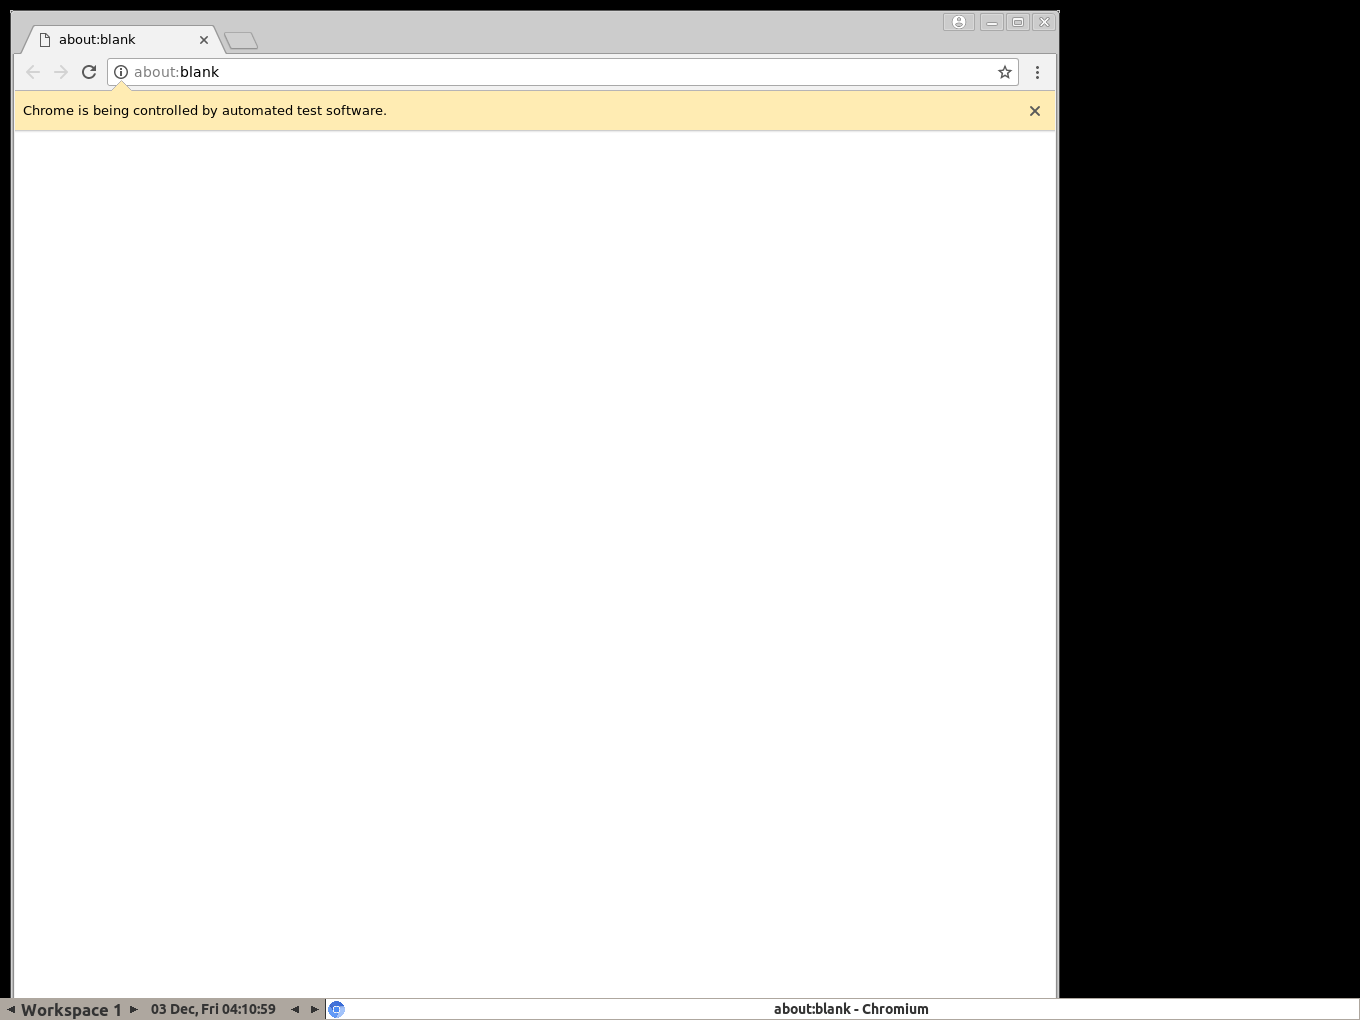 about:blank
about:blank
Chrome is being controlled by automated test software.
Workspace 1 03 Dec, Fri 04:10:59 about:blank - Chromium